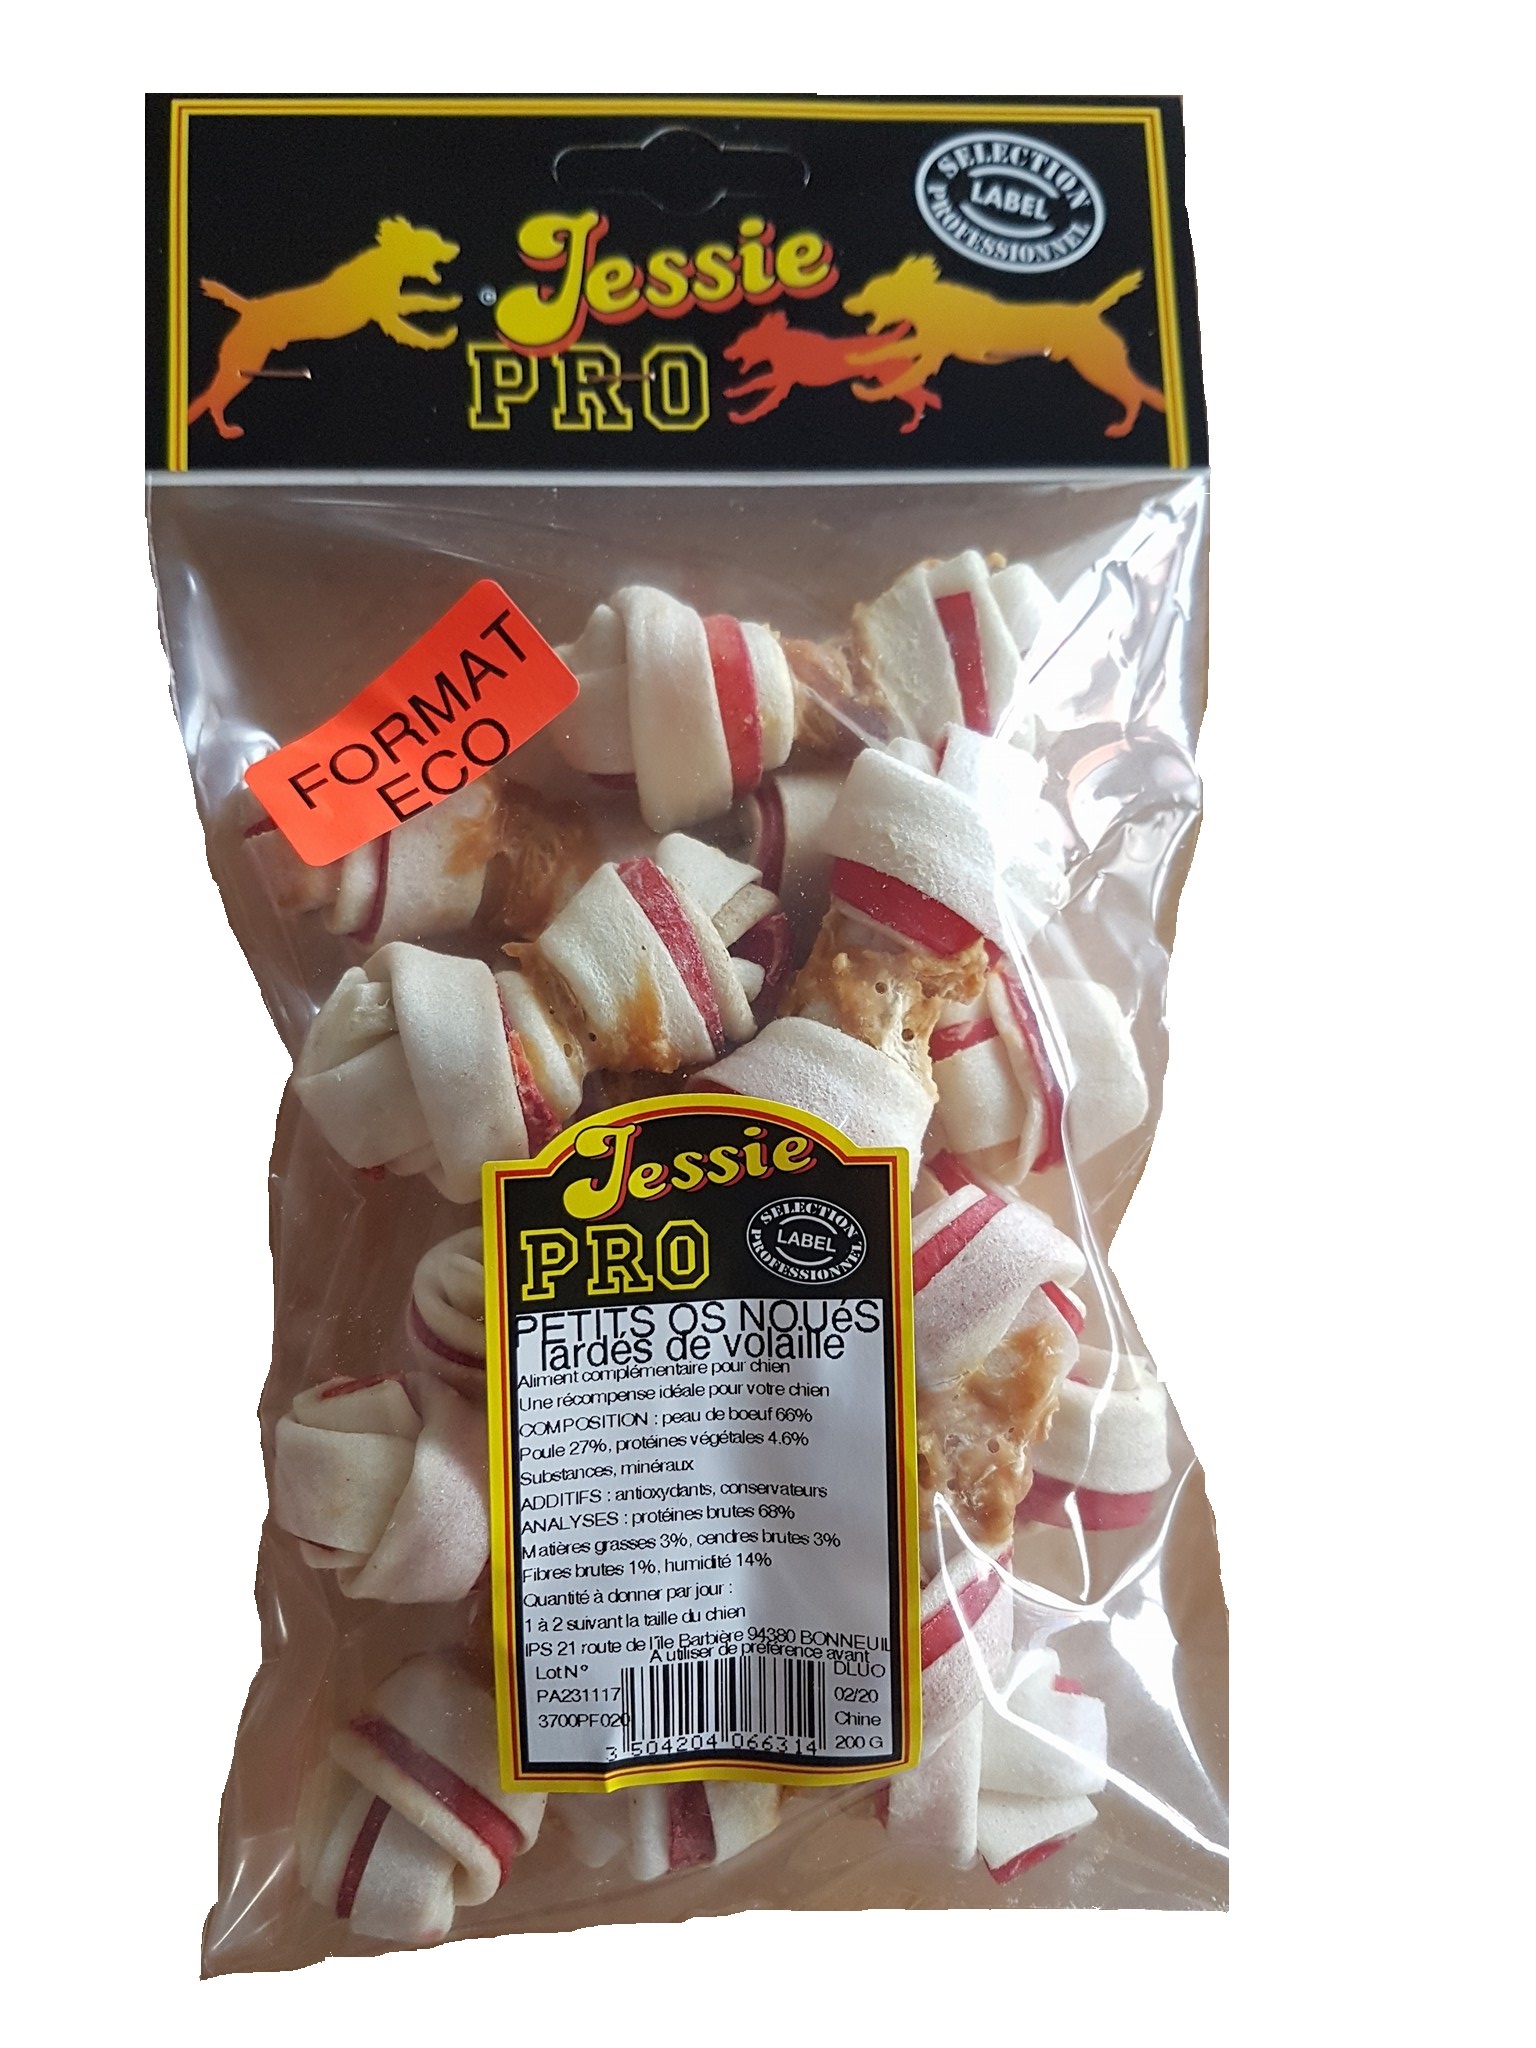 SELECTION
LABEL
PROFESSIONNEL
© Jessie
PRO
FORMAT
ECO
Jessie
PRO
SELECTION
LABEL
PROFESSIONNEL
PETITS OS NOUéS
lardés de volaille
Aliment complémentaire pour chien
Une récompense idéale pour votre chien
COMPOSITION : peau de boeuf 66%
Poule 27%, protéines végétales 4.6%
Substances, minéraux
ADDITIFS : antioxydants, conservateurs
ANALYSES : protéines brutes 68%
Matières grasses 3%, cendres brutes 3%
Fibres brutes 1%, humidité 14%
Quantité à donner par jour :
1 à 2 suivant la taille du chien
IPS 21 route de l'île Barbière 94380 BONNEUIL
A utiliser de préférence avant
Lot N° DLUO
PA231117 02/20
3700PF020 Chine
3 504204 066314 200 G